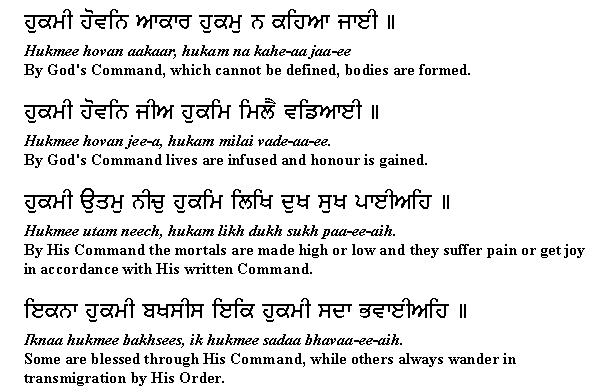 ਹੁਕਮੀ ਹੋਵਨਿ ਆਕਾਰ ਹੁਕਮੁ ਨ ਕਹਿਆ ਜਾਈ ॥
Hukmee hovan aakaar, hukam na kahe-aa jaa-ee
By God's Command, which cannot be defined, bodies are formed.
ਹੁਕਮੀ ਹੋਵਨਿ ਜੀਅ ਹੁਕਮਿ ਮਿਲੈ ਵਡਿਆਈ ॥
Hukmee hovan jee-a, hukam milai vade-aa-ee.
By God's Command lives are infused and honour is gained.
ਹੁਕਮੀ ਉਤਮੁ ਨੀਚੁ ਹੁਕਮਿ ਲਿਖਿ ਦੁਖ ਸੁਖ ਪਾਈਅਹਿ ॥
Hukmee utam neech, hukam likh dukh sukh paa-ee-aih.
By His Command the mortals are made high or low and they suffer pain or get joy
in accordance with His written Command.
ਇਕਨਾ ਹੁਕਮੀ ਬਖਸੀਸ ਇਕਿ ਹੁਕਮੀ ਸਦਾ ਭਵਾਈਅਹਿ ॥
Iknaa hukmee bakhsees, ik hukmee sadaa bhavaa-ee-aih.
Some are blessed through His Command, while others always wander in
transmigration by His Order.